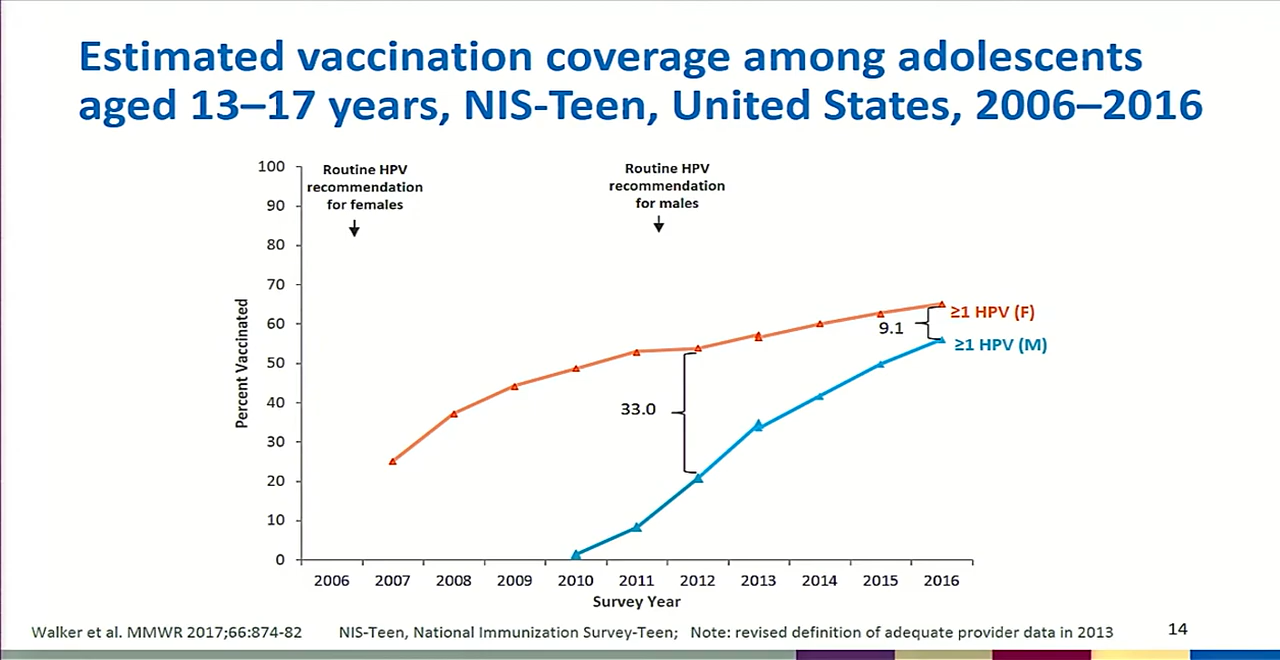 Estimated vaccination coverage among adolescents
aged 13–17 years, NIS-Teen, United States, 2006–2016
Routine HPV
recommendation
for females
Routine HPV
recommendation
for males
Percent Vaccinated
100
90
80
70
60
50
40
30
20
10
0
33.0
9.1
≥1 HPV (F)
≥1 HPV (M)
2006 2007 2008 2009 2010 2011 2012 2013 2014 2015 2016
Survey Year
Walker et al. MMWR 2017;66:874-82 NIS-Teen, National Immunization Survey-Teen; Note: revised definition of adequate provider data in 2013
14